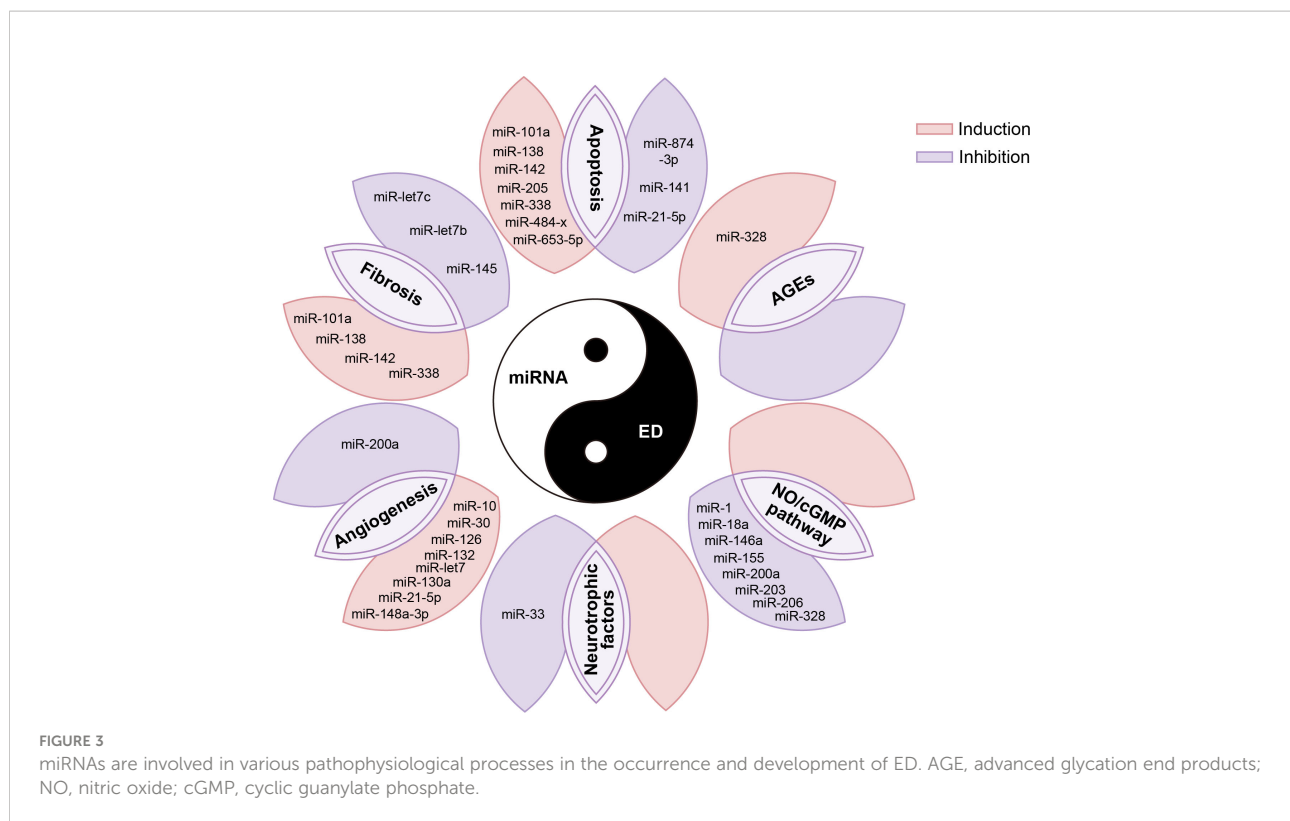 Induction
Inhibition
Apoptosis
miR-101a
miR-138
miR-142
miR-205
miR-338
miR-484-x
miR-653-5p
miR-874
-3p
miR-141
miR-21-5p
AGEs
miR-328
NO/cGMP
pathway
miR-1
miR-18a
miR-146a
miR-155
miR-200a
miR-203
miR-206
miR-328
Neurotrophic
factors
miR-33
Angiogenesis
miR-200a
miR-10
miR-30
miR-126
miR-132
miR-let7
miR-130a
miR-21-5p
miR-148a-3p
Fibrosis
miR-let7c
miR-let7b
miR-145
miR-101a
miR-138
miR-142
miR-338
miRNA
ED
FIGURE 3
miRNAs are involved in various pathophysiological processes in the occurrence and development of ED. AGE, advanced glycation end products;
NO, nitric oxide; cGMP, cyclic guanylate phosphate.